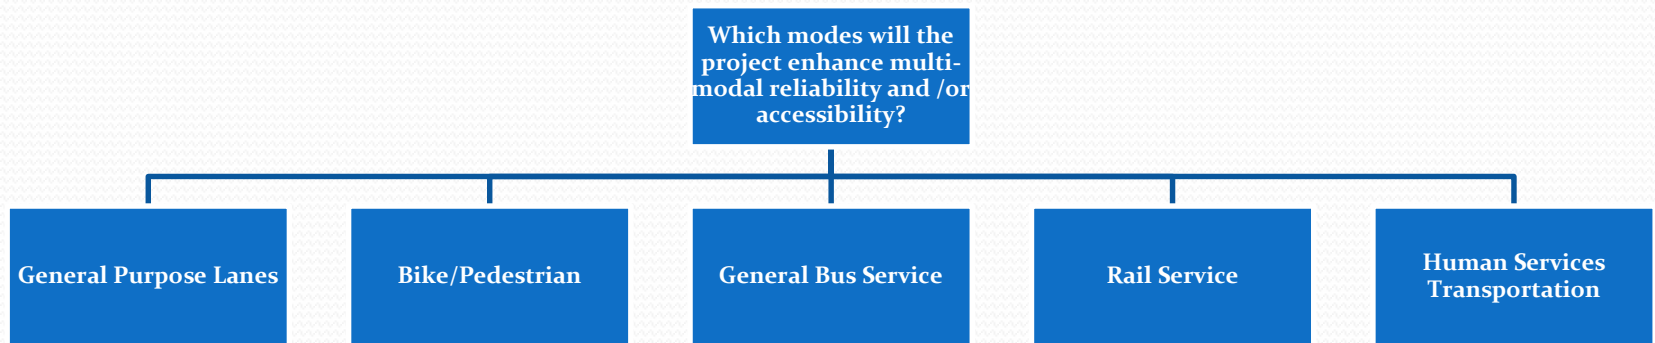 Which modes will the
project enhance multi-
modal reliability and /or
accessibility?
General Purpose Lanes
Bike/Pedestrian
General Bus Service
Rail Service
Human Services
Transportation